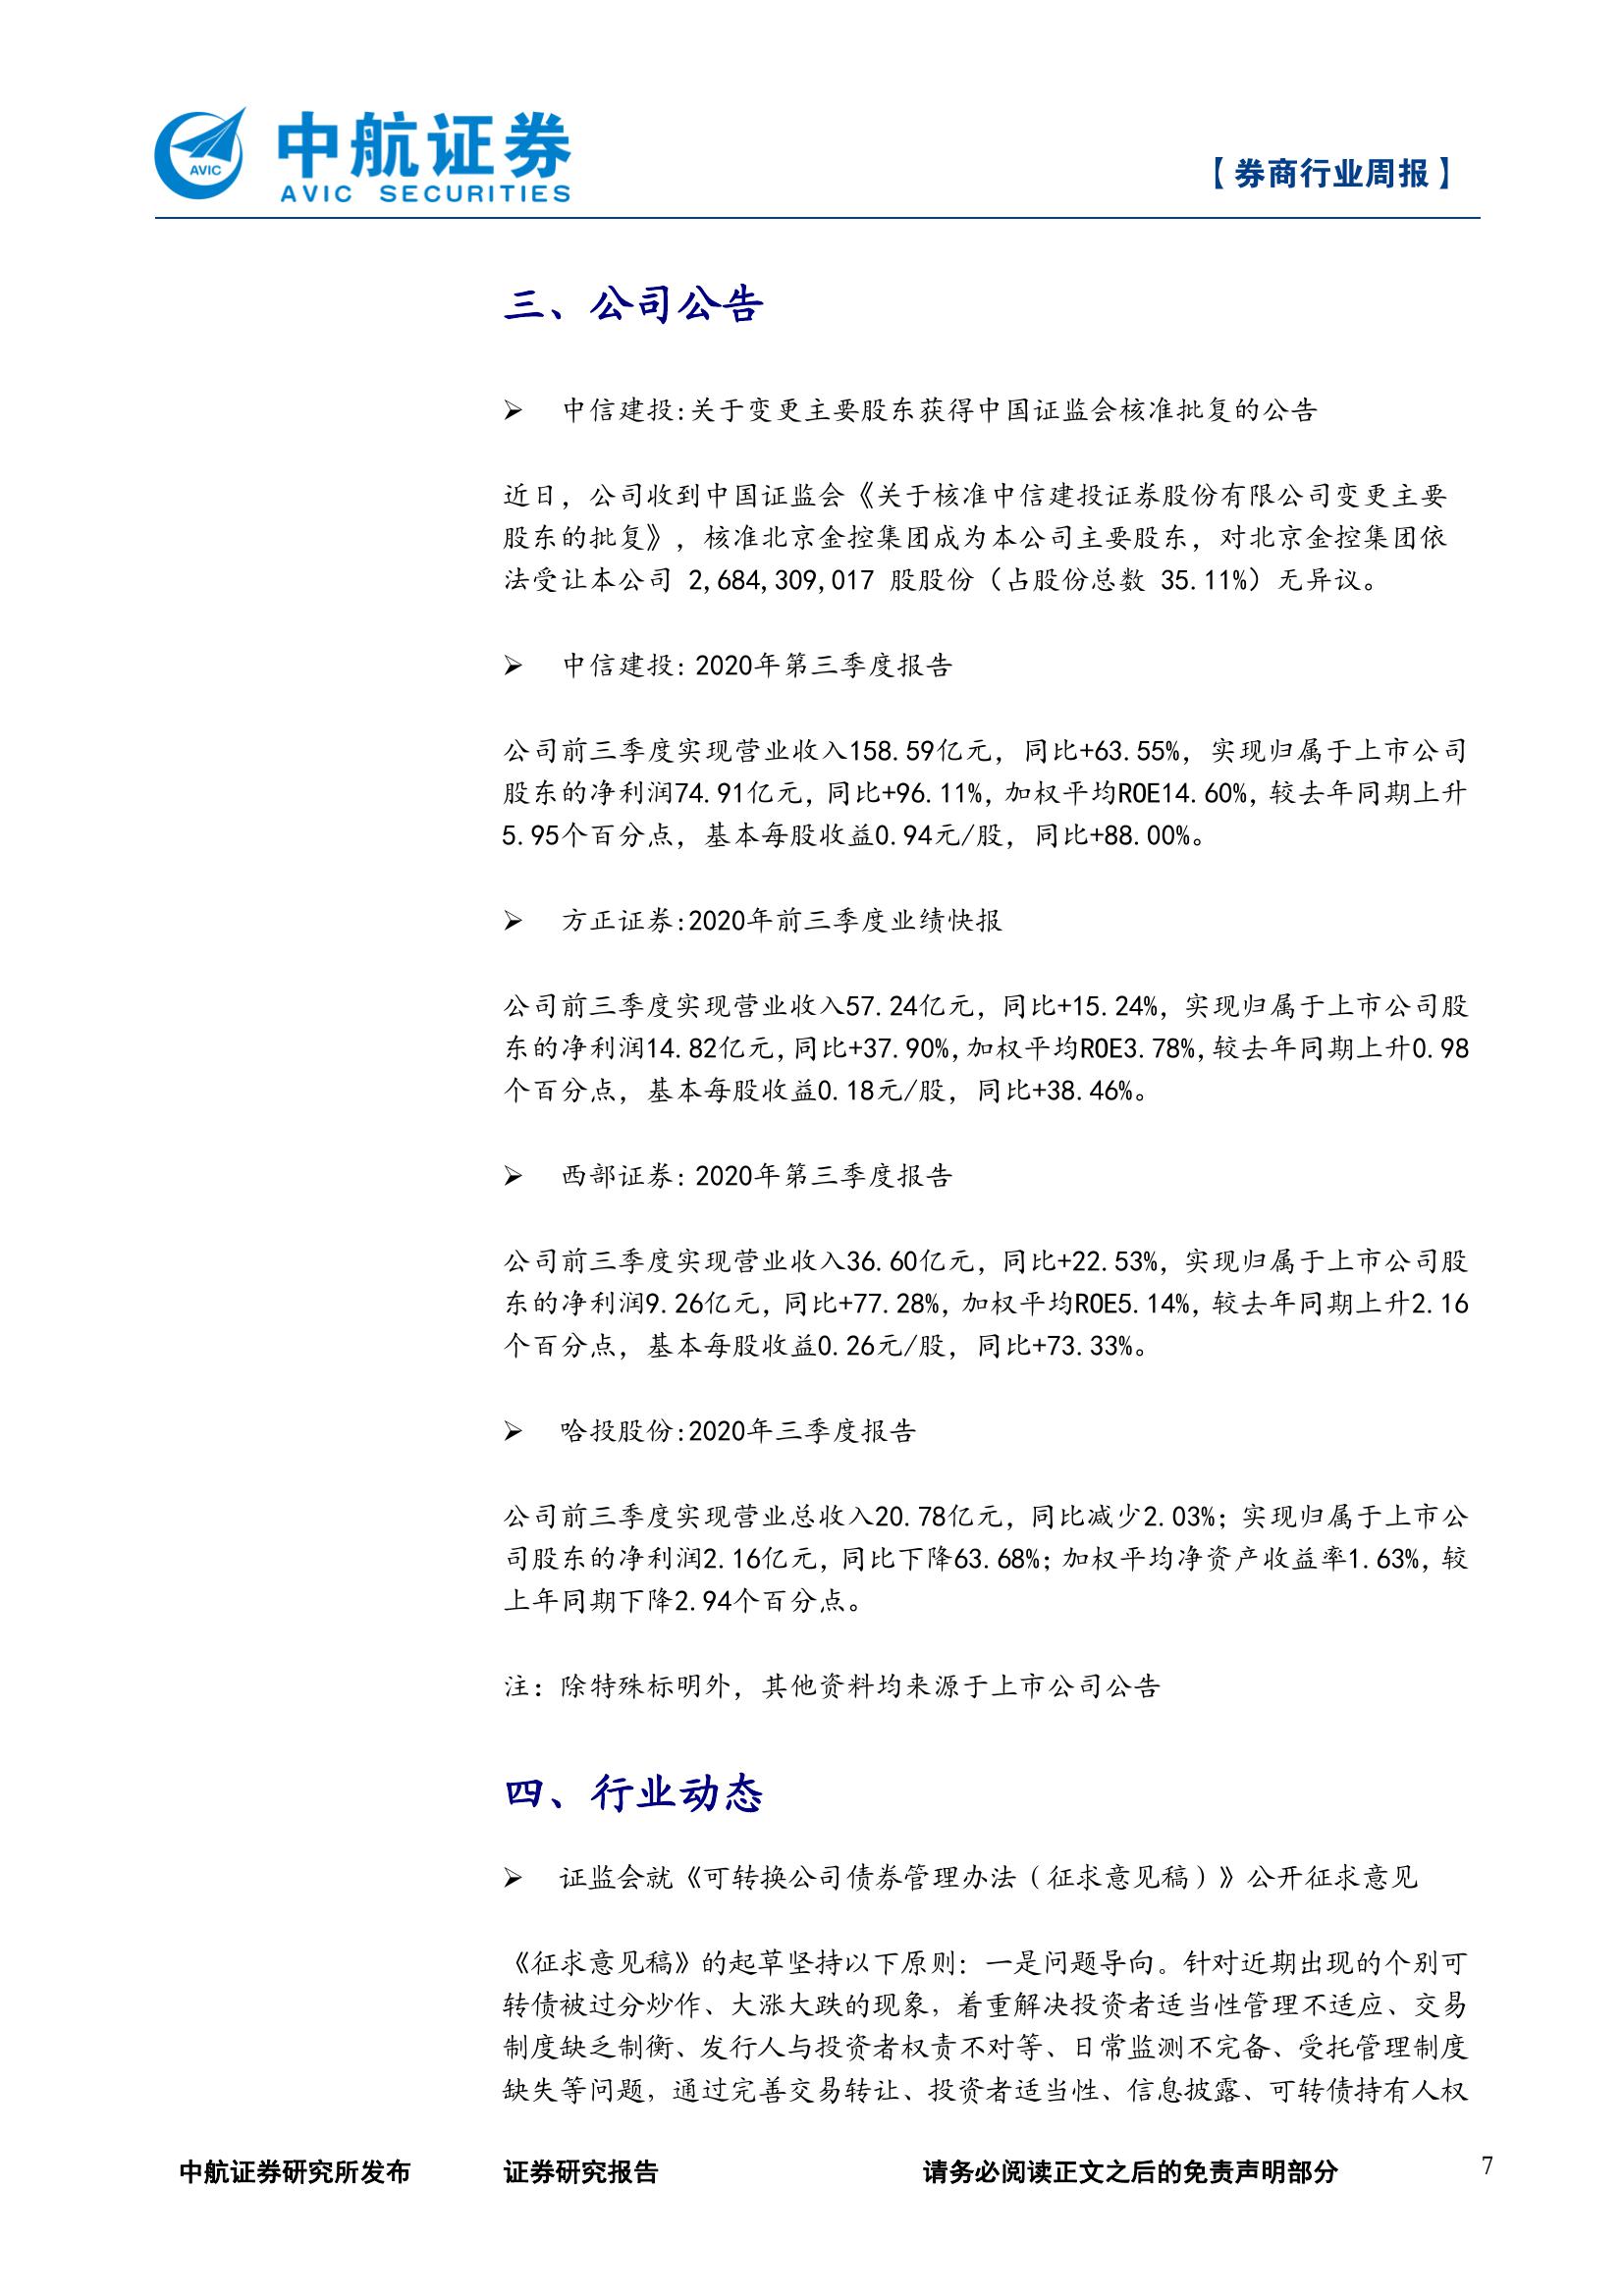 AVIC
中航证券
AVIC SECURITIES
【券商行业周报】
三、公司公告
➢ 中信建投:关于变更主要股东获得中国证监会核准批复的公告
近日，公司收到中国证监会《关于核准中信建投证券股份有限公司变更主要
股东的批复》，核准北京金控集团成为本公司主要股东，对北京金控集团依
法受让本公司 2,684,309,017 股股份（占股份总数 35.11%）无异议。
➢ 中信建投：2020年第三季度报告
公司前三季度实现营业收入158.59亿元，同比+63.55%，实现归属于上市公司
股东的净利润74.91亿元，同比+96.11%，加权平均ROE14.60%，较去年同期上升
5.95个百分点，基本每股收益0.94元/股，同比+88.00%。
➢ 方正证券:2020年前三季度业绩快报
公司前三季度实现营业收入57.24亿元，同比+15.24%，实现归属于上市公司股
东的净利润14.82亿元，同比+37.90%，加权平均ROE3.78%，较去年同期上升0.98
个百分点，基本每股收益0.18元/股，同比+38.46%。
➢ 西部证券：2020年第三季度报告
公司前三季度实现营业收入36.60亿元，同比+22.53%，实现归属于上市公司股
东的净利润9.26亿元，同比+77.28%，加权平均ROE5.14%，较去年同期上升2.16
个百分点，基本每股收益0.26元/股，同比+73.33%。
➢ 哈投股份:2020年三季度报告
公司前三季度实现营业总收入20.78亿元，同比减少2.03%；实现归属于上市公
司股东的净利润2.16亿元，同比下降63.68%；加权平均净资产收益率1.63%，较
上年同期下降2.94个百分点。
注：除特殊标明外，其他资料均来源于上市公司公告
四、行业动态
➢ 证监会就《可转换公司债券管理办法（征求意见稿）》公开征求意见
《征求意见稿》的起草坚持以下原则：一是问题导向。针对近期出现的个别可
转债被过分炒作、大涨大跌的现象，着重解决投资者适当性管理不适应、交易
制度缺乏制衡、发行人与投资者权责不对等、日常监测不完备、受托管理制度
缺失等问题，通过完善交易转让、投资者适当性、信息披露、可转债持有人权
中航证券研究所发布 证券研究报告 请务必阅读正文之后的免责声明部分 7